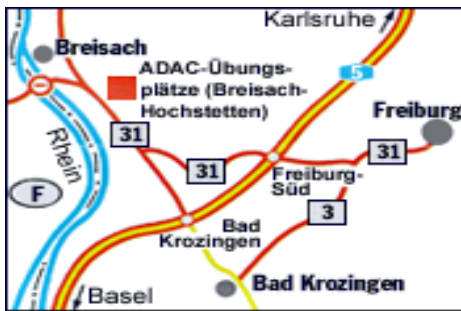 Karlsruhe
Breisach
ADAC-Übungs-
plätze (Breisach-
Hochstetten)
5
Freiburg
31
31
31
Rhein
Freiburg-
Süd
F
3
Bad
Krozingen
Bad Krozingen
Basel